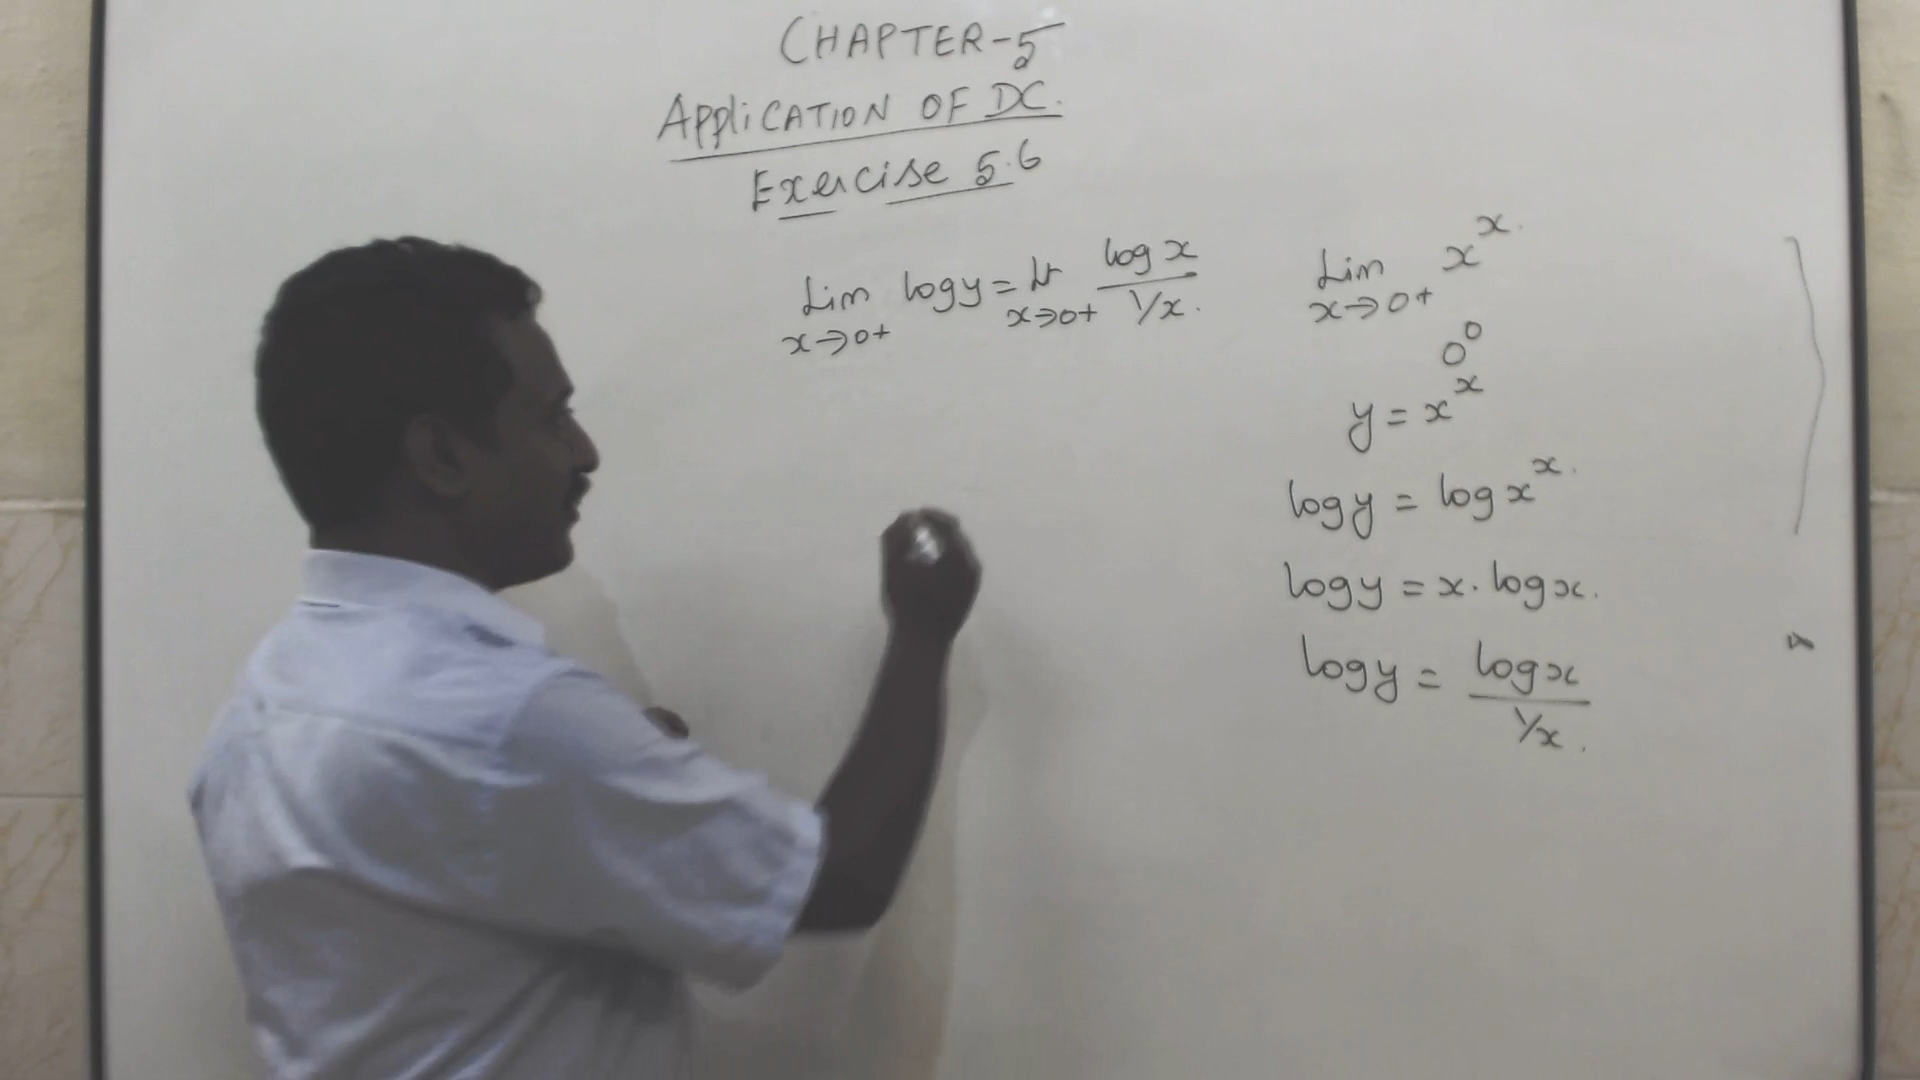 CHAPTER-5
APPLiCATION OF DC.
Exercise 5.6
Lim x→0+ log y = Lt x→0+ log x / 1/x.
Lim x→0+ x^x.
0^0
y = x^x
log y = log x^x.
log y = x. log x.
log y = log x / 1/x.